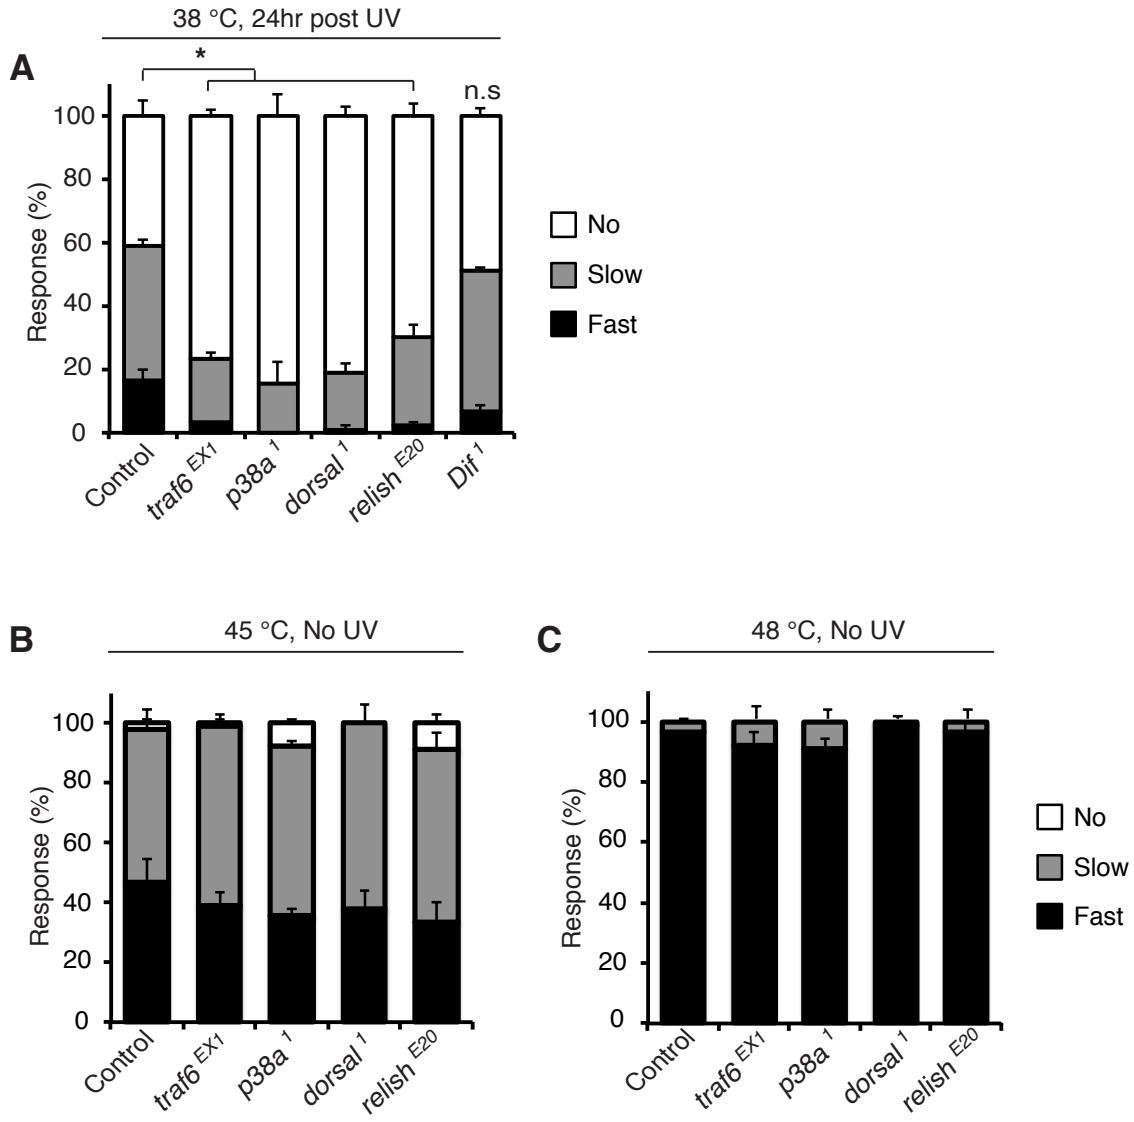 38 °C, 24hr post UV
A
*
n.s
Response (%)
100
80
60
40
20
0
Control
traf6 EX1
p38a 1
dorsal 1
relish E20
Dif 1
No
Slow
Fast
B
45 °C, No UV
Response (%)
100
80
60
40
20
0
Control
traf6 EX1
p38a 1
dorsal 1
relish E20
C
48 °C, No UV
Response (%)
100
80
60
40
20
0
Control
traf6 EX1
p38a 1
dorsal 1
relish E20
No
Slow
Fast